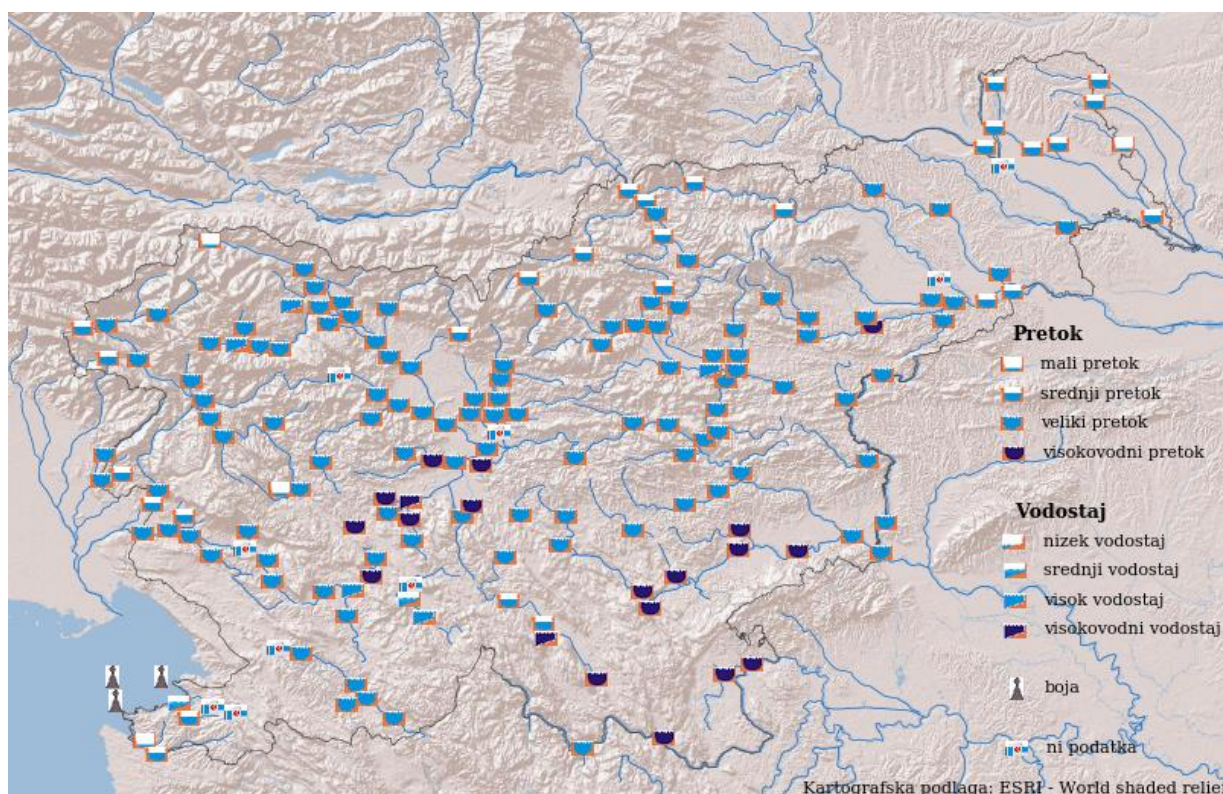 Pretok
mali pretok
srednji pretok
veliki pretok
visokovodni pretok
Vodostaj
nizek vodostaj
srednji vodostaj
visok vodostaj
visokovodni vodostaj
boja
ni podatka
Kartografska podlaga: ESRI - World shaded relie